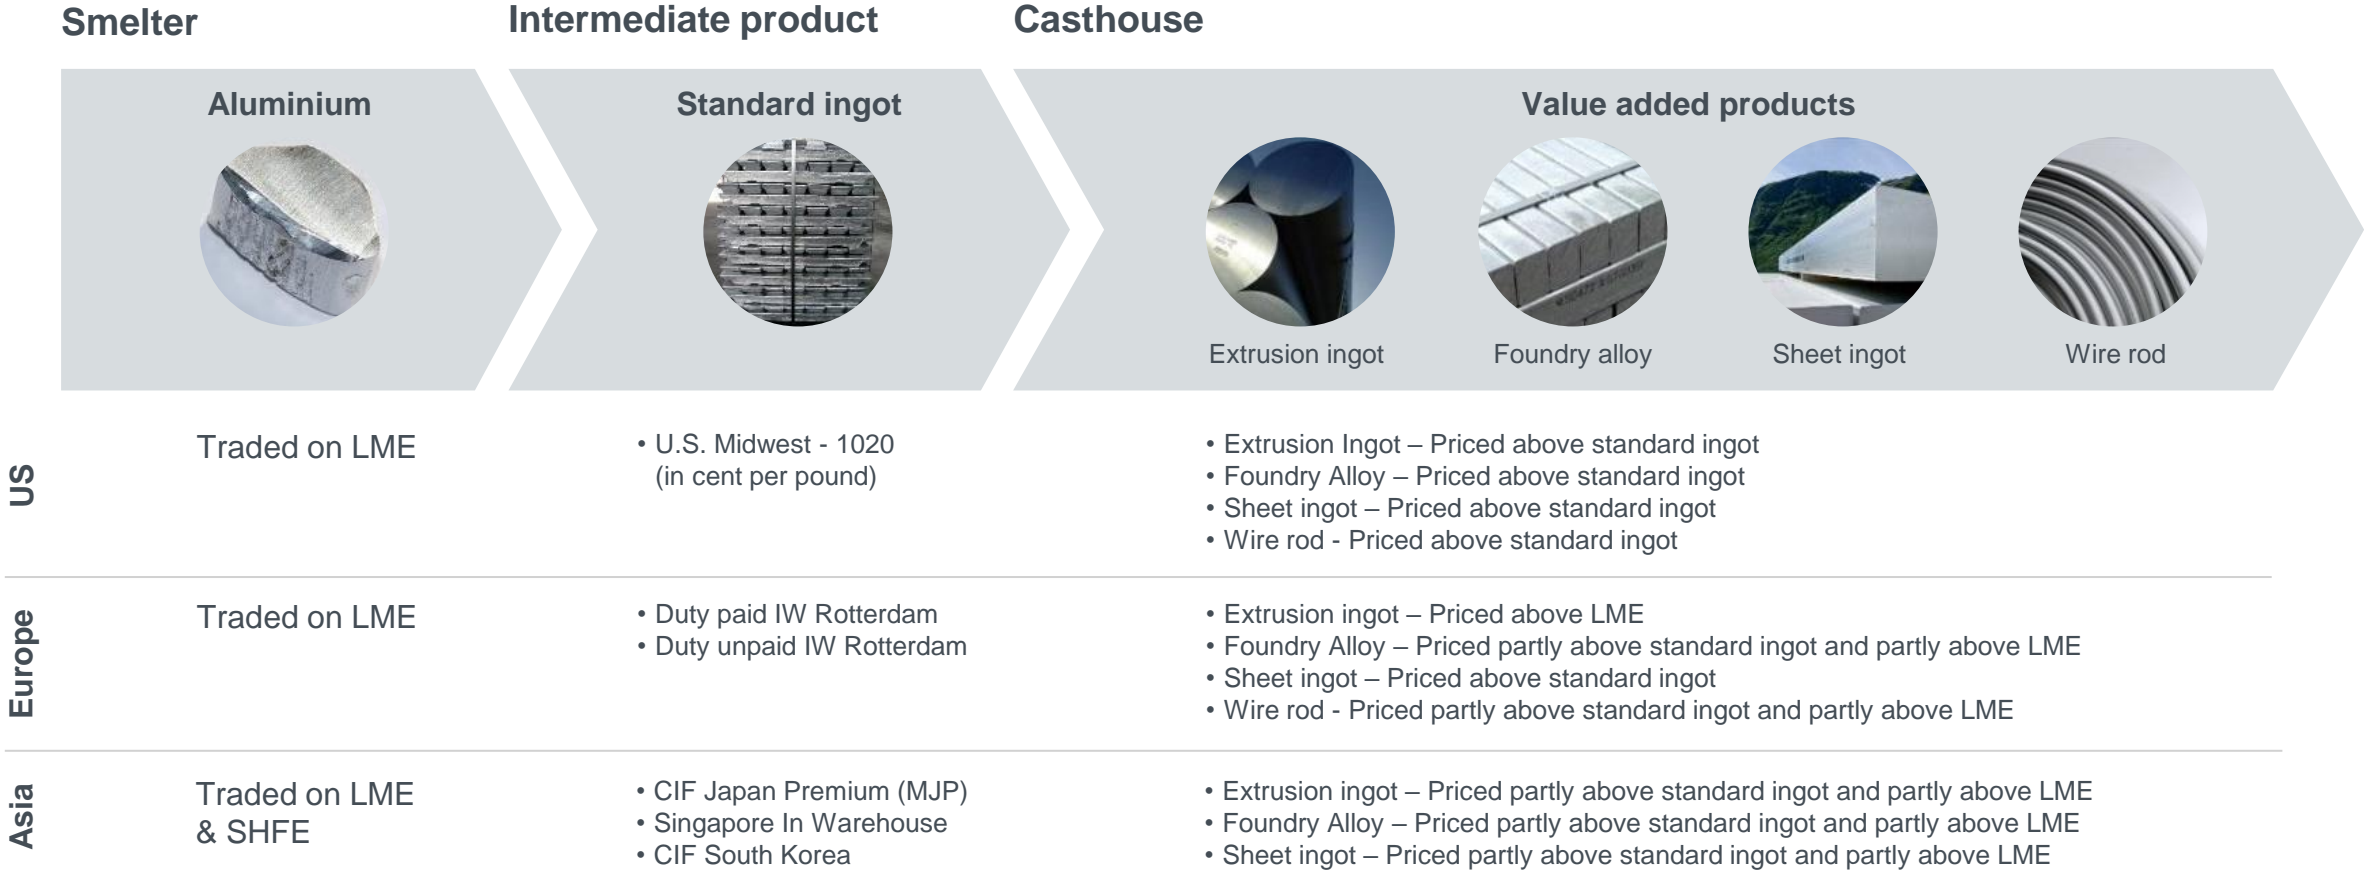 Smelter
Intermediate product
Casthouse
Aluminium
Standard ingot
Value added products
Extrusion ingot
Foundry alloy
Sheet ingot
Wire rod
US
Traded on LME
• U.S. Midwest - 1020
(in cent per pound)
• Extrusion Ingot – Priced above standard ingot
• Foundry Alloy – Priced above standard ingot
• Sheet ingot – Priced above standard ingot
• Wire rod - Priced above standard ingot
Europe
Traded on LME
• Duty paid IW Rotterdam
• Duty unpaid IW Rotterdam
• Extrusion ingot – Priced above LME
• Foundry Alloy – Priced partly above standard ingot and partly above LME
• Sheet ingot – Priced above standard ingot
• Wire rod - Priced partly above standard ingot and partly above LME
Asia
Traded on LME
& SHFE
• CIF Japan Premium (MJP)
• Singapore In Warehouse
• CIF South Korea
• Extrusion ingot – Priced partly above standard ingot and partly above LME
• Foundry Alloy – Priced partly above standard ingot and partly above LME
• Sheet ingot – Priced partly above standard ingot and partly above LME